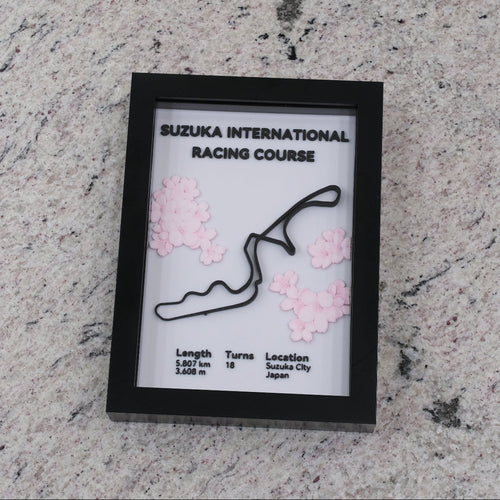 SUZUKA INTERNATIONAL
RACING COURSE
Length Turns Location
5,807 km 18 Suzuka City
3.608 m Japan